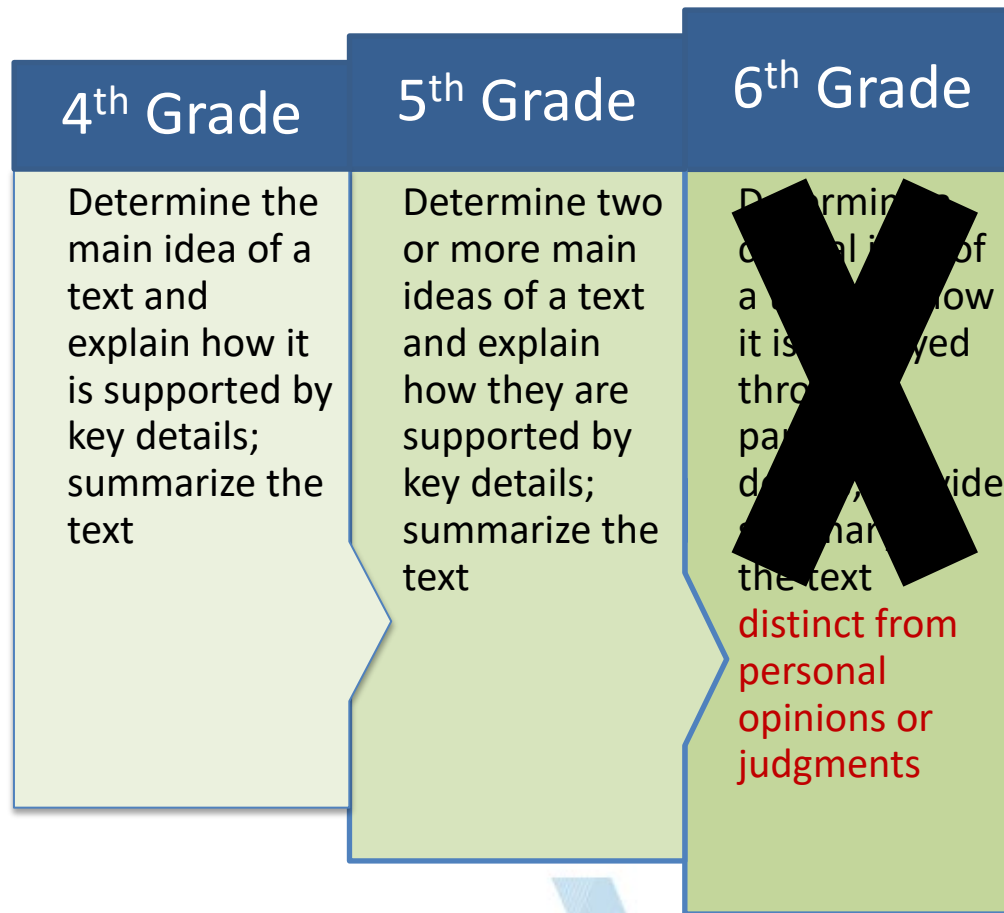 4th Grade
Determine the
main idea of a
text and
explain how it
is supported by
key details;
summarize the
text
5th Grade
Determine two
or more main
ideas of a text
and explain
how they are
supported by
key details;
summarize the
text
6th Grade
of
a
it is
the text
distinct from
personal
opinions or
judgments